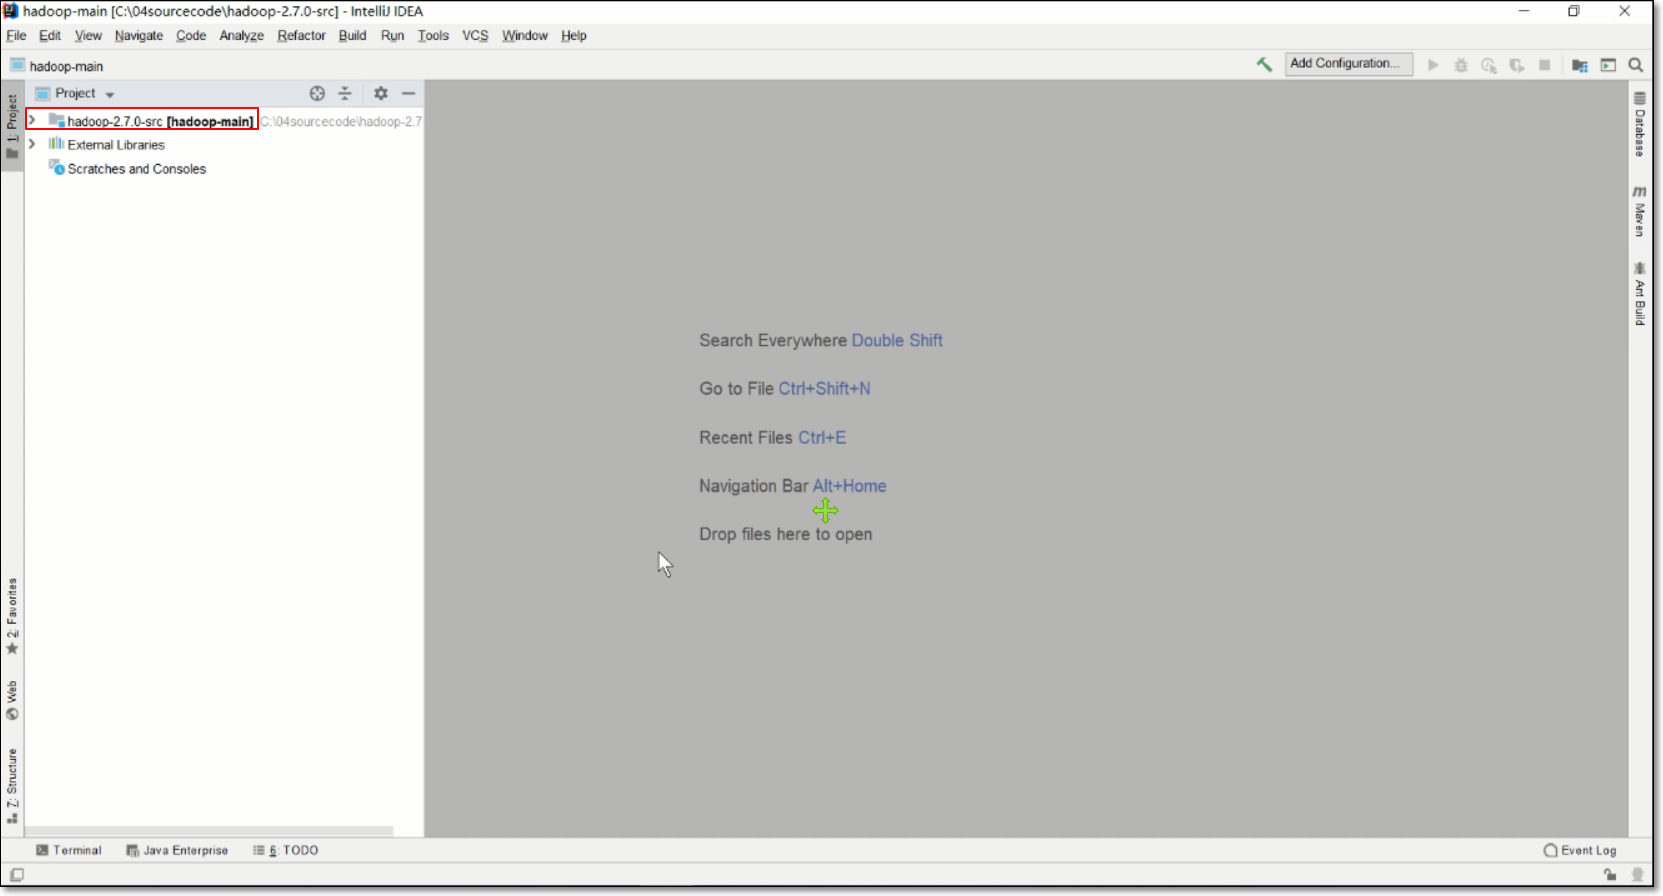 hadoop-main [C:\04sourcecode\hadoop-2.7.0-src] - IntelliJ IDEA
File Edit View Navigate Code Analyze Refactor Build Run Tools VCS Window Help
hadoop-main
Add Configuration...
Project
hadoop-2.7.0-src [hadoop-main] C:\04sourcecode\hadoop-2.7
External Libraries
Scratches and Consoles
1: Project
2: Favorites
Web
7: Structure
Search Everywhere Double Shift
Go to File Ctrl+Shift+N
Recent Files Ctrl+E
Navigation Bar Alt+Home
Drop files here to open
Database
m Maven
Ant Build
Terminal Java Enterprise 6: TODO
Event Log